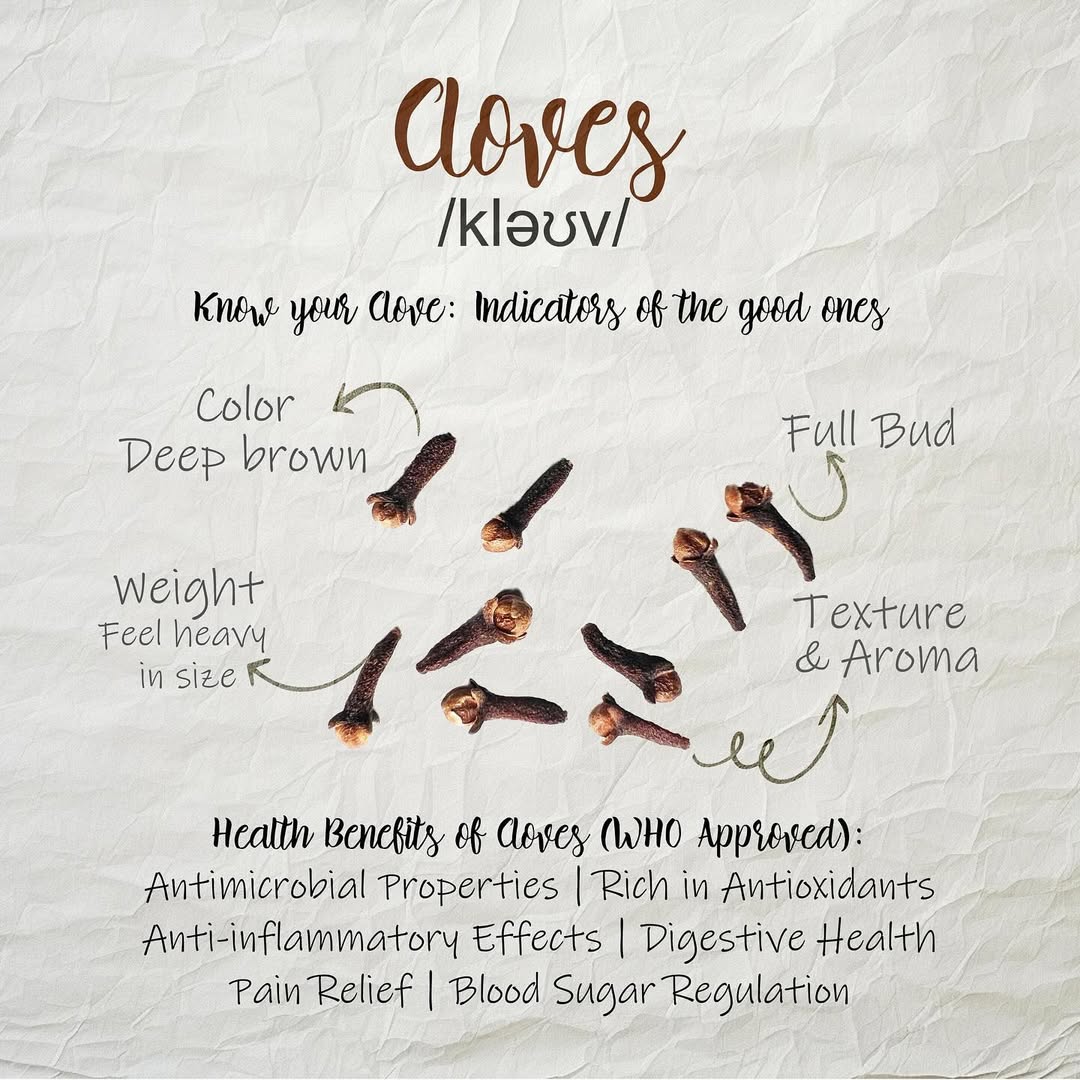 Cloves
/kləʊv/
Know your Clove: Indicators of the good ones
Color
Deep brown
Full Bud
Weight
Feel heavy
in size
Texture
& Aroma
Health Benefits of Cloves (WHO Approved):
Antimicrobial Properties | Rich in Antioxidants
Anti-inflammatory Effects | Digestive Health
Pain Relief | Blood Sugar Regulation